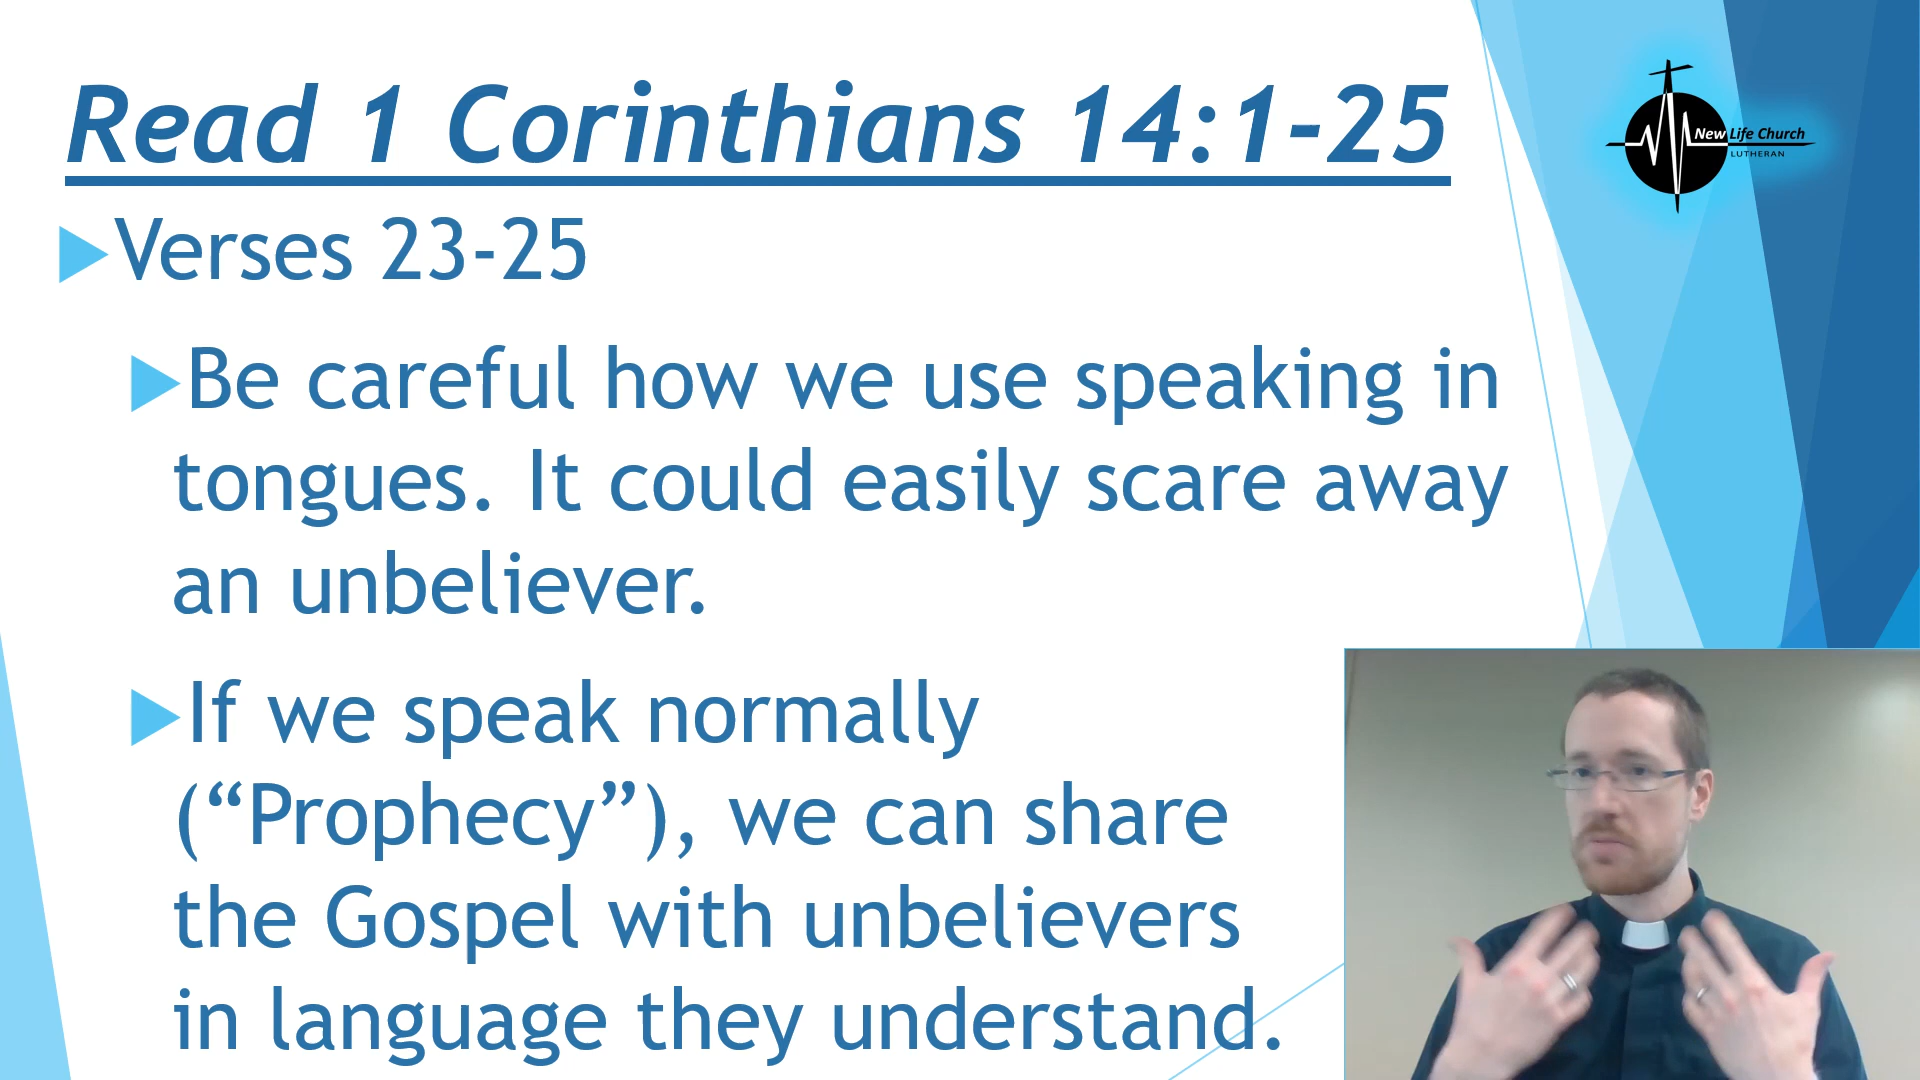 Read 1 Corinthians 14:1-25
New Life Church
LUTHERAN
Verses 23-25
Be careful how we use speaking in
tongues. It could easily scare away
an unbeliever.
If we speak normally
(“Prophecy”), we can share
the Gospel with unbelievers
in language they understand.